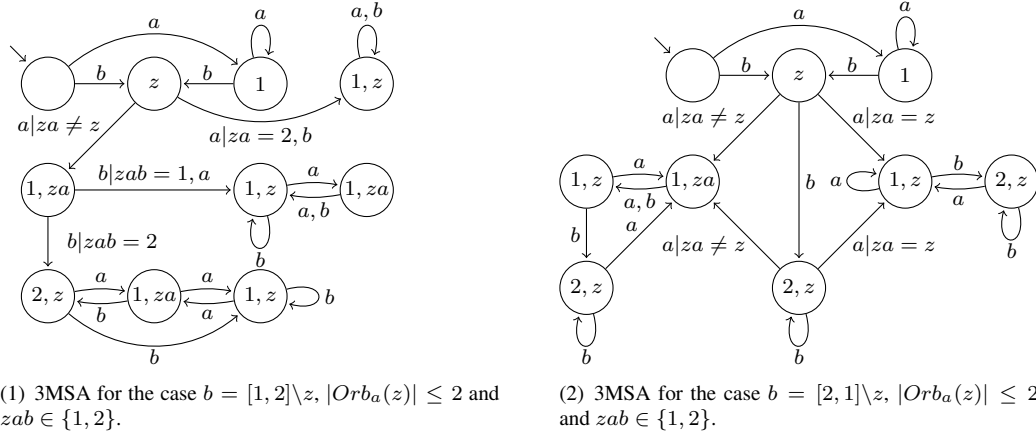 a a a, b a a
b z b 1 1, z b z b 1
a|za ≠ z a|za = 2, b a|za ≠ z a|za = z
1, za b|zab = 1, a 1, z a 1, za 1, z a 1, za b a 1, z b 2, z
a, b a, b a
b|zab = 2 b b a a|za ≠ z a|za = z b
2, z a 1, za a 1, z b 2, z 2, z
b a
b b b
(1) 3MSA for the case b = [1, 2]\z, |Orb_a(z)| ≤ 2 and
zab ∈ {1, 2}.
(2) 3MSA for the case b = [2, 1]\z, |Orb_a(z)| ≤ 2
and zab ∈ {1, 2}.